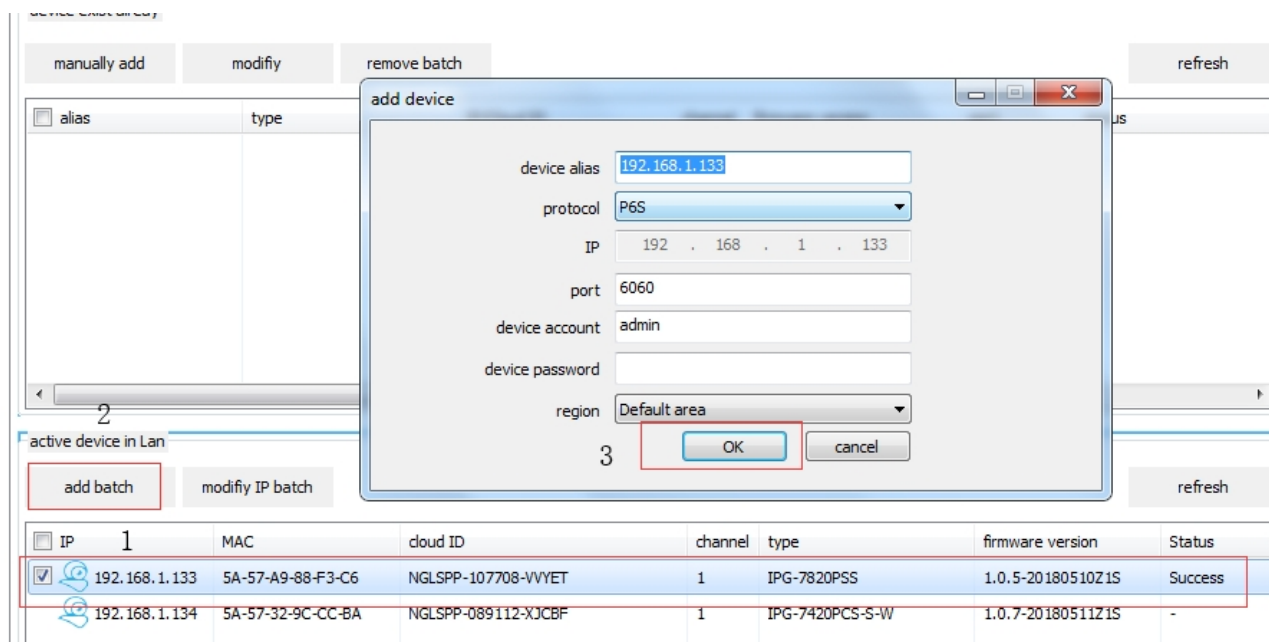 device exist alredy
manually add modifiy remove batch refresh
add device
alias type
device alias 192.168.1.133
protocol P6S
IP 192 . 168 . 1 . 133
port 6060
device account admin
device password
region Default area
2
active device in Lan
3 OK cancel
add batch modifiy IP batch refresh
IP 1 MAC cloud ID channel type firmware version Status
192.168.1.133 5A-57-A9-88-F3-C6 NGLSPP-107708-VVYET 1 IPG-7820PSS 1.0.5-20180510Z1S Success
192.168.1.134 5A-57-32-9C-CC-BA NGLSPP-089112-XJCBF 1 IPG-7420PCS-S-W 1.0.7-20180511Z1S -